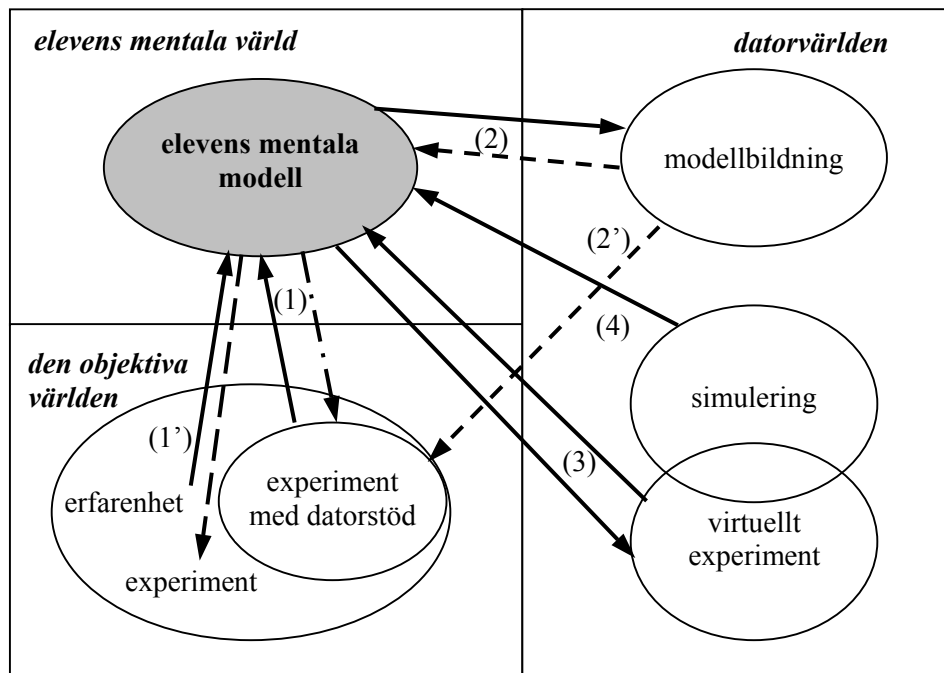 elevens mentala värld
datorvärlden
elevens mentala
modell
(2)
modellbildning
(2’)
(1)
(4)
den objektiva
världen
simulering
(1’)
(3)
erfarenhet
experiment
med datorstöd
virtuellt
experiment
experiment